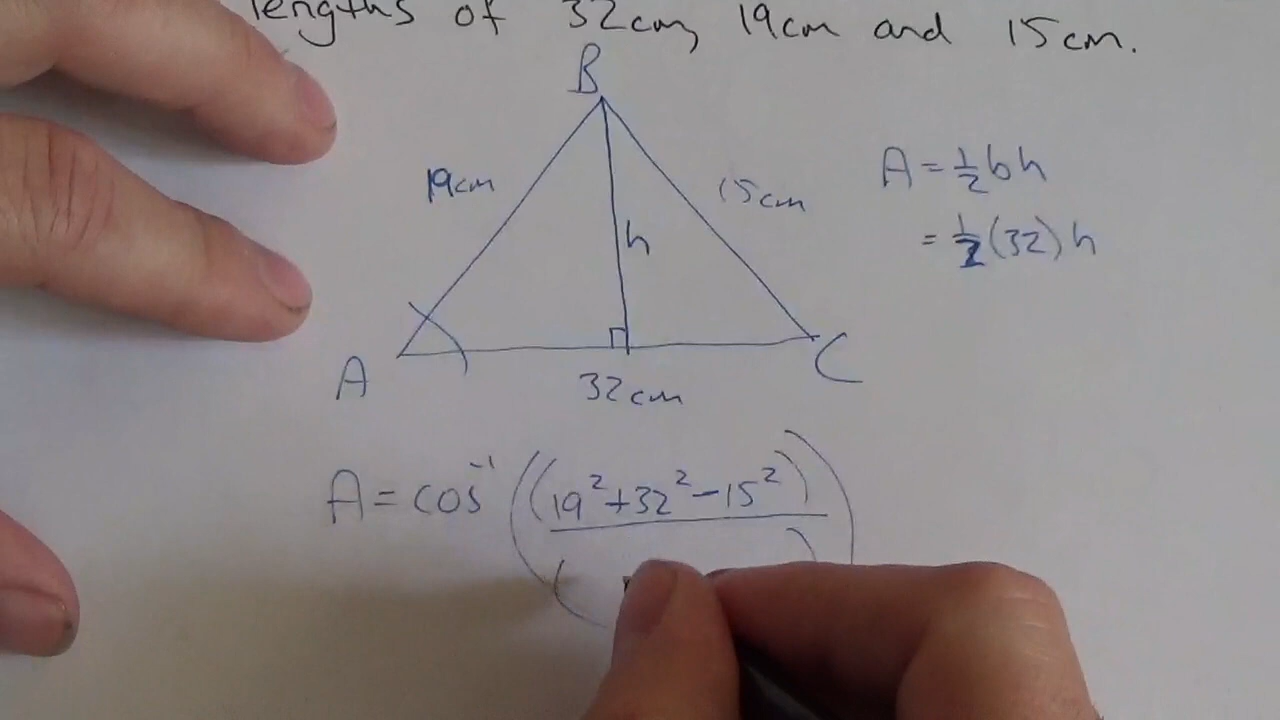 lengths of 32cm, 19cm and 15cm.
B
19cm
15cm
h
A = ½bh
= ½(32)h
A
C
32cm
A = cos⁻¹ ((19² + 32² − 15²)
(
)